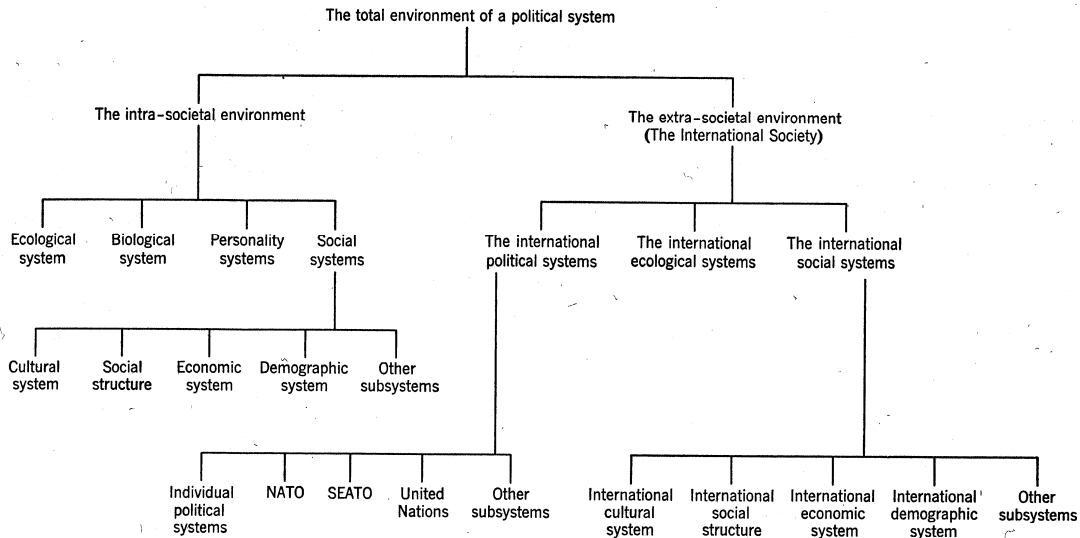 The total environment of a political system
The intra-societal environment
The extra-societal environment
(The International Society)
Ecological
system
Biological
system
Personality
systems
Social
systems
The international
political systems
The international
ecological systems
The international
social systems
Cultural
system
Social
structure
Economic
system
Demographic
system
Other
subsystems
Individual
political
systems
NATO
SEATO
United
Nations
Other
subsystems
International
cultural
system
International
social
structure
International
economic
system
International
demographic
system
Other
subsystems